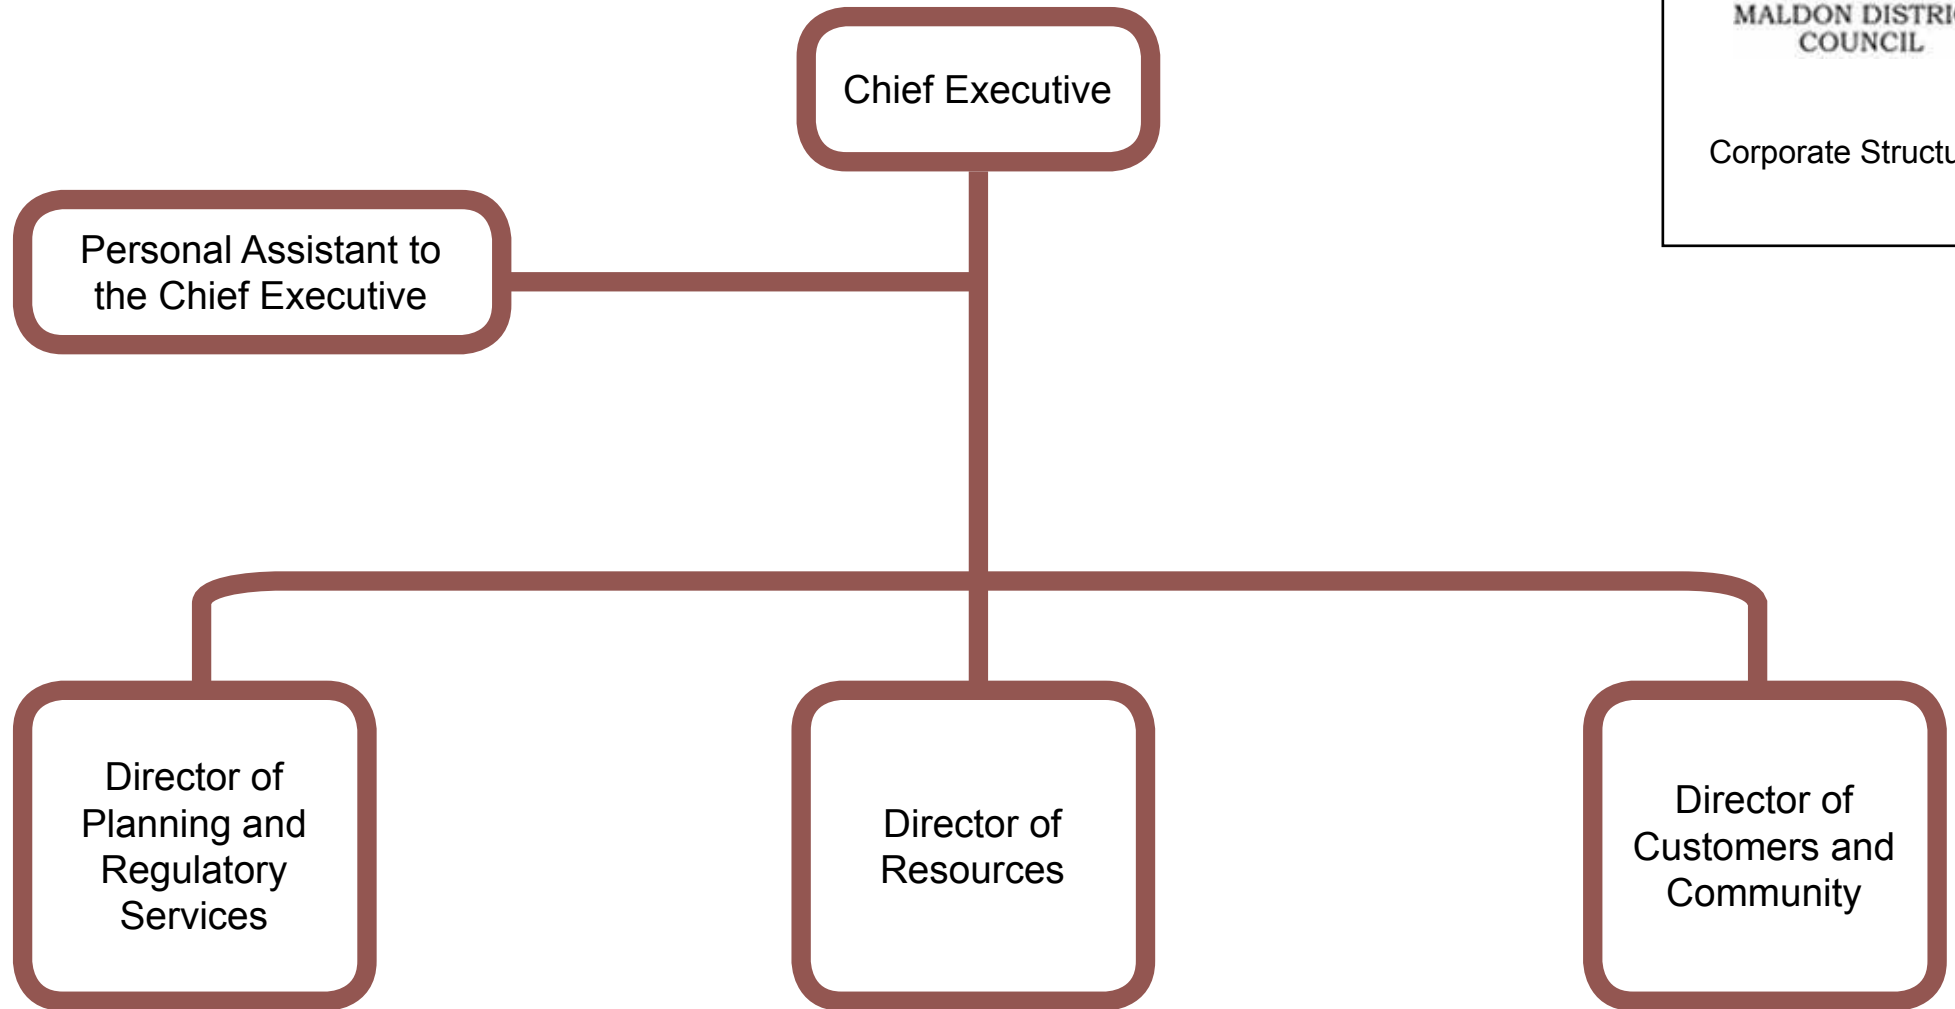 MALDON DISTRI
COUNCIL
Corporate Structu
Chief Executive
Personal Assistant to
the Chief Executive
Director of
Planning and
Regulatory
Services
Director of
Resources
Director of
Customers and
Community